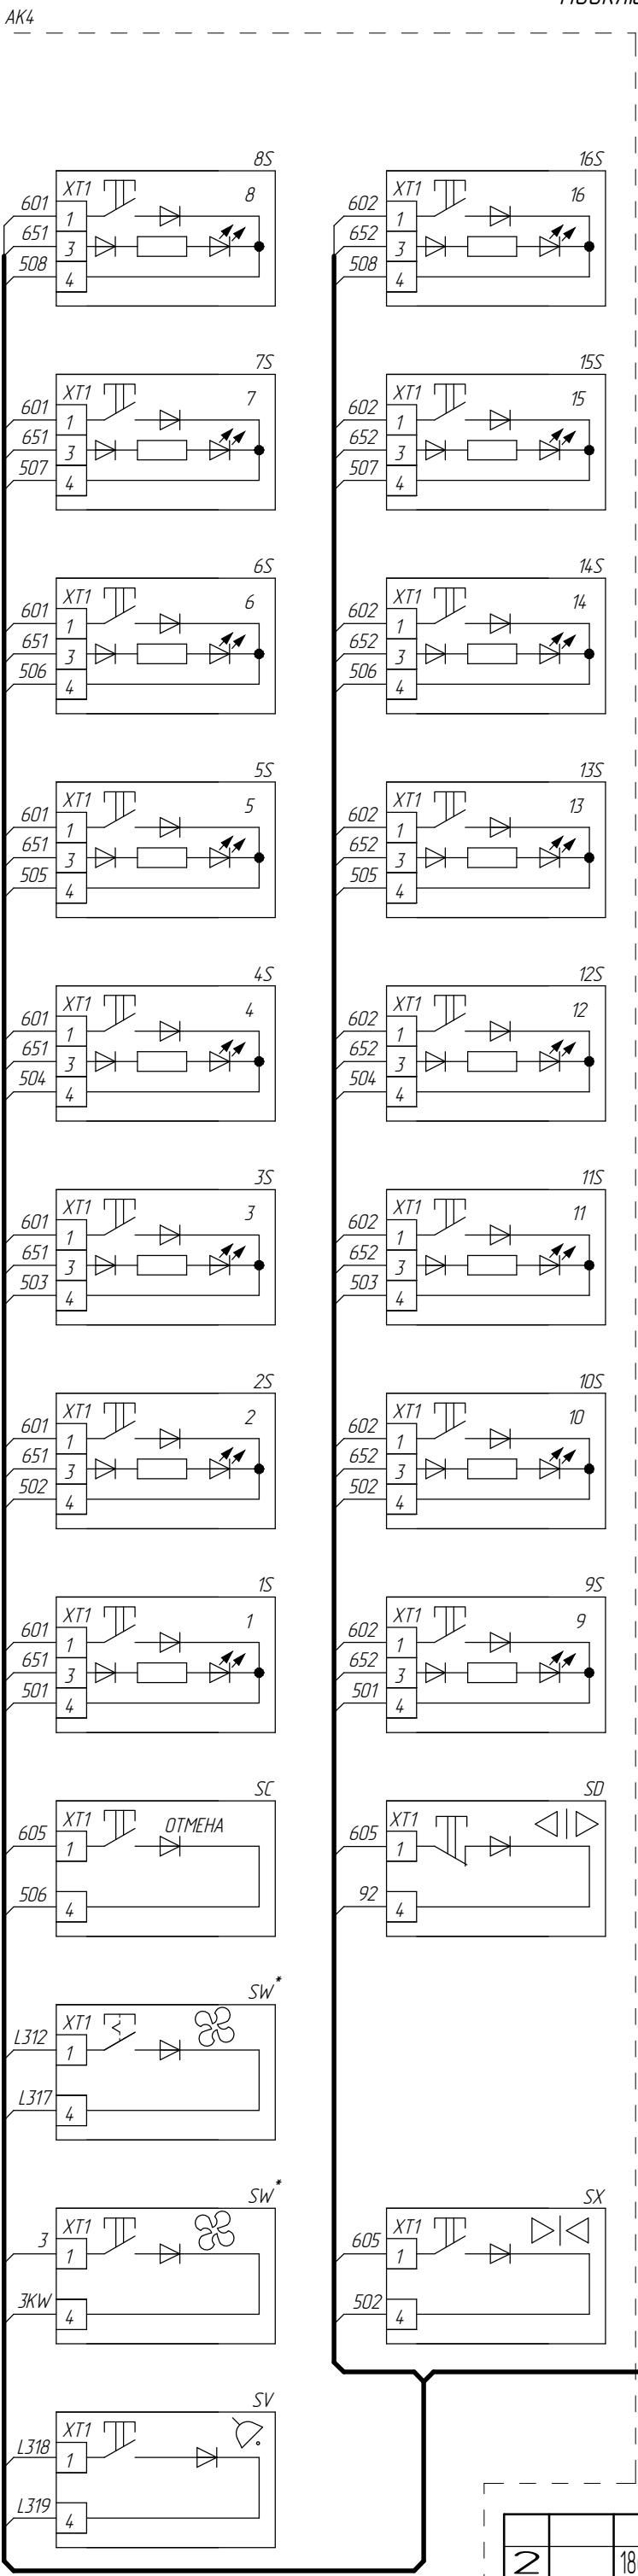 АК4
8S
601 XT1 8
1
651 3
508 4
16S
602 XT1 16
1
652 3
508 4
7S
601 XT1 7
1
651 3
507 4
15S
602 XT1 15
1
652 3
507 4
6S
601 XT1 6
1
651 3
506 4
14S
602 XT1 14
1
652 3
506 4
5S
601 XT1 5
1
651 3
505 4
13S
602 XT1 13
1
652 3
505 4
4S
601 XT1 4
1
651 3
504 4
12S
602 XT1 12
1
652 3
504 4
3S
601 XT1 3
1
651 3
503 4
11S
602 XT1 11
1
652 3
503 4
2S
601 XT1 2
1
651 3
502 4
10S
602 XT1 10
1
652 3
502 4
1S
601 XT1 1
1
651 3
501 4
9S
602 XT1 9
1
652 3
501 4
SC
XT1 ОТМЕНА
605 1
506 4
SD
XT1
605 1
92 4
SW*
XT1
L312 1
L317 4
SW*
XT1
3 1
3KW 4
SX
XT1
605 1
502 4
SV
XT1
L318 1
L319 4
2 18